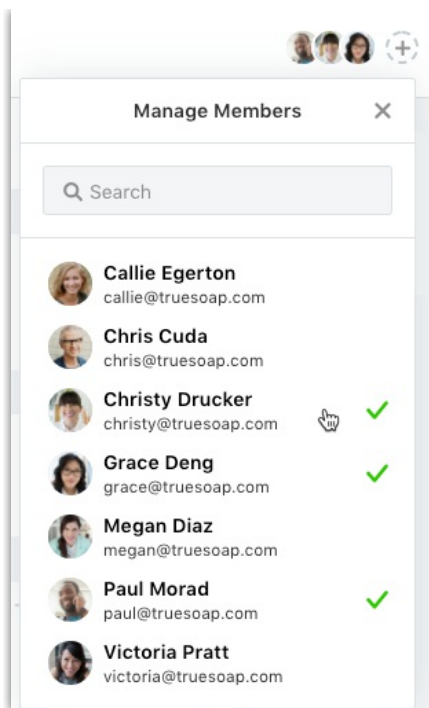 Manage Members
Search
Callie Egerton
callie@truesoap.com
Chris Cuda
chris@truesoap.com
Christy Drucker
christy@truesoap.com
Grace Deng
grace@truesoap.com
Megan Diaz
megan@truesoap.com
Paul Morad
paul@truesoap.com
Victoria Pratt
victoria@truesoap.com